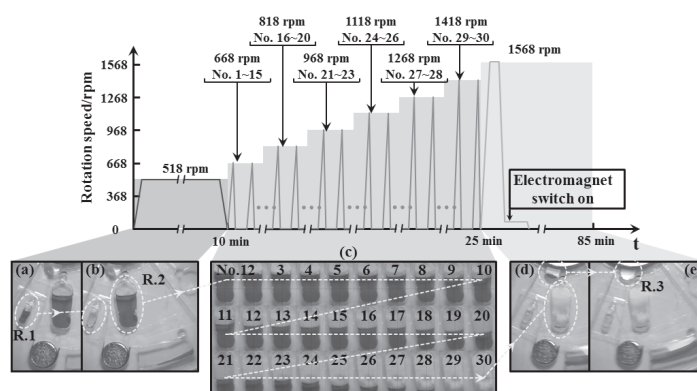 818 rpm
No. 16~20
1118 rpm
No. 24~26
1418 rpm
No. 29~30
668 rpm
No. 1~15
968 rpm
No. 21~23
1268 rpm
No. 27~28
1568 rpm
Rotation speed/rpm
1568
1268
968
668
368
0
518 rpm
Electromagnet
switch on
10 min
25 min
85 min
t
(a)
(b)
(c)
(d)
(e)
R.1
R.2
R.3
No.12 3 4 5 6 7 8 9 10
11 12 13 14 15 16 17 18 19 20
21 22 23 24 25 26 27 28 29 30